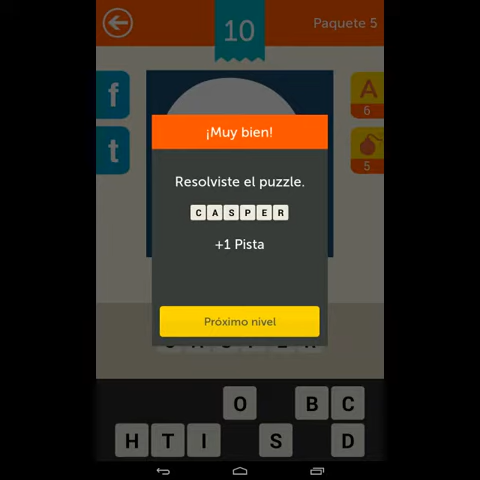 10
Paquete 5
f
A
6
t
5
¡Muy bien!
Resolviste el puzzle.
CASPER
+1 Pista
Próximo nivel
O B C
H T I S D